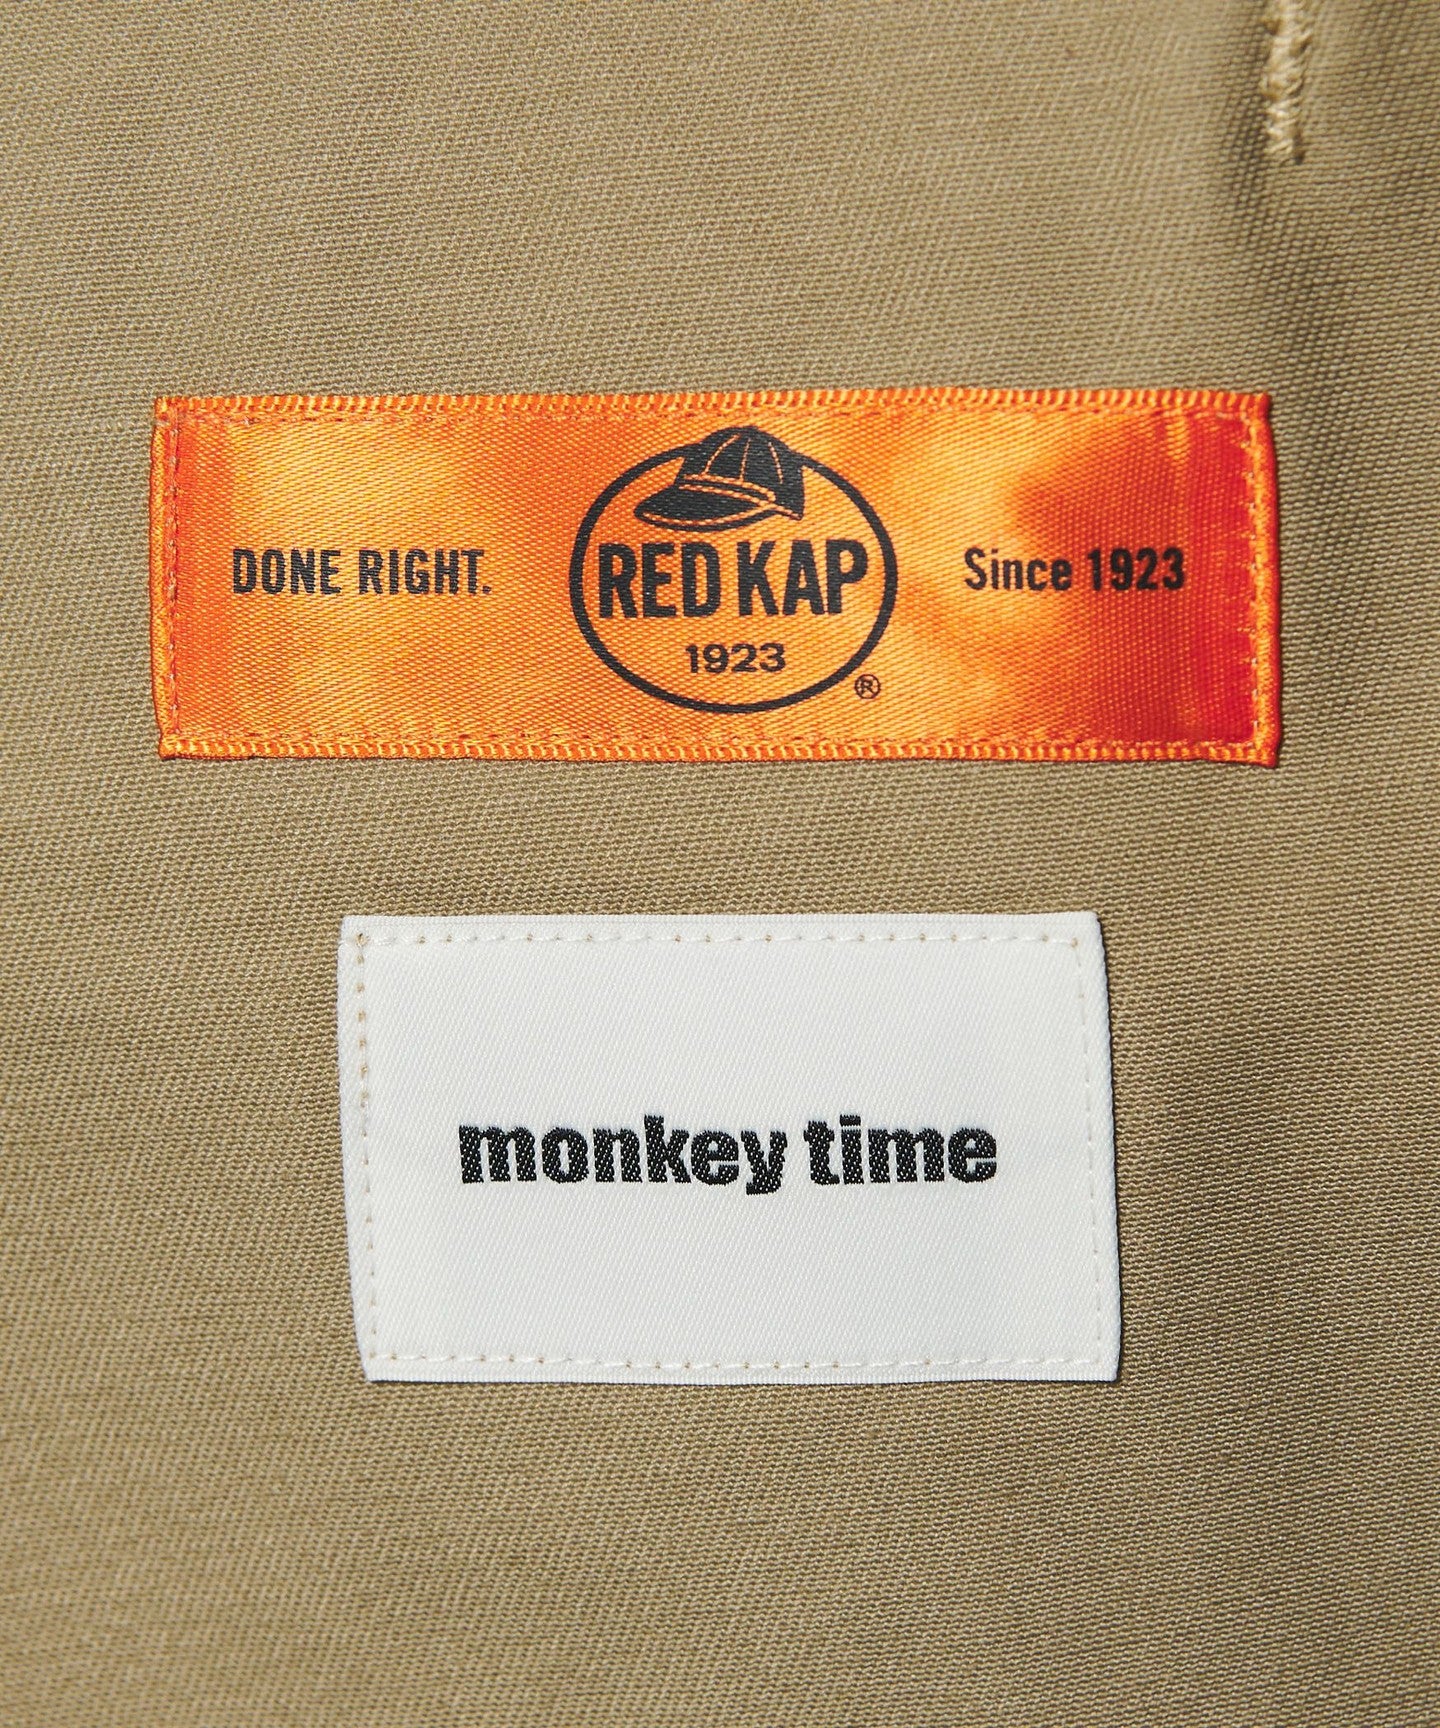 DONE RIGHT.
RED KAP
1923
®
Since 1923
monkey time